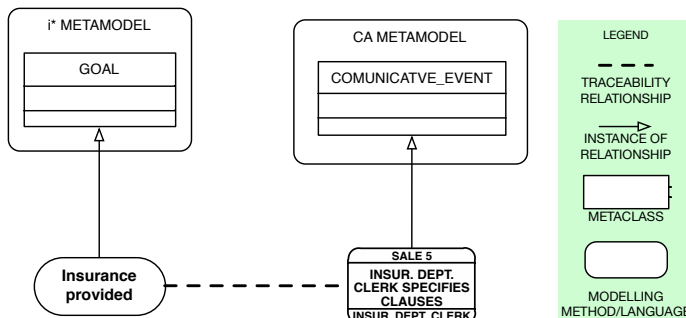 i* METAMODEL
GOAL
CA METAMODEL
COMUNICATVE_EVENT
Insurance
provided
SALE 5
INSUR. DEPT.
CLERK SPECIFIES
CLAUSES
INSUR. DEPT. CLERK
LEGEND
TRACEABILITY
RELATIONSHIP
INSTANCE OF
RELATIONSHIP
METACLASS
MODELLING
METHOD/LANGUAGE